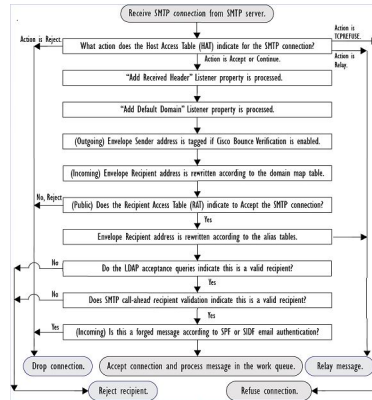 Receive SMTP connection from SMTP server.
Action is Reject.
Action is
TCPREFUSE.
What action does the Host Access Table (HAT) indicate for the SMTP connection?
Action is Accept or Continue.
Action is
Relay.
"Add Received Header" Listener property is processed.
"Add Default Domain" Listener property is processed.
(Outgoing) Envelope Sender address is tagged if Cisco Bounce Verification is enabled.
(Incoming) Envelope Recipient address is rewritten according to the domain map table.
No, Reject
(Public) Does the Recipient Access Table (RAT) indicate to Accept the SMTP connection?
Yes
Envelope Recipient address is rewritten according to the alias tables.
No
Do the LDAP acceptance queries indicate this is a valid recipient?
Yes
No
Does SMTP call-ahead recipient validation indicate this is a valid recipient?
Yes
Yes
(Incoming) Is this a forged message according to SPF or SIDF email authentication?
Drop connection.
Accept connection and process message in the work queue.
Relay message.
Reject recipient.
Refuse connection.